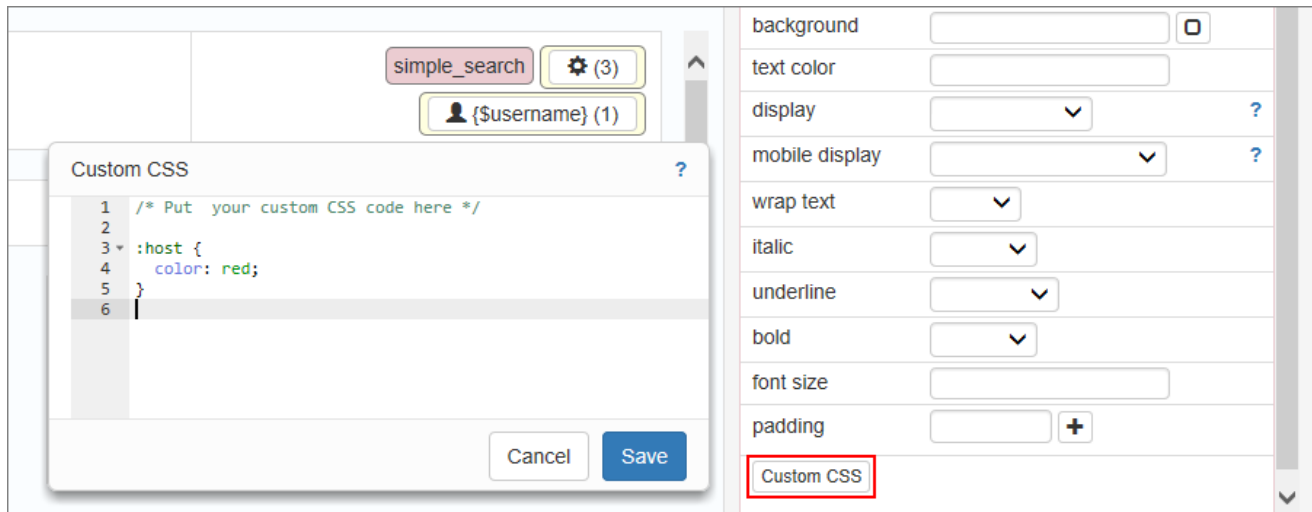 simple_search
(3)
{$username} (1)
Custom CSS
?
1 /* Put  your custom CSS code here */
2
3 :host {
4   color: red;
5 }
6
Cancel
Save
background
text color
display
?
mobile display
?
wrap text
italic
underline
bold
font size
padding
Custom CSS